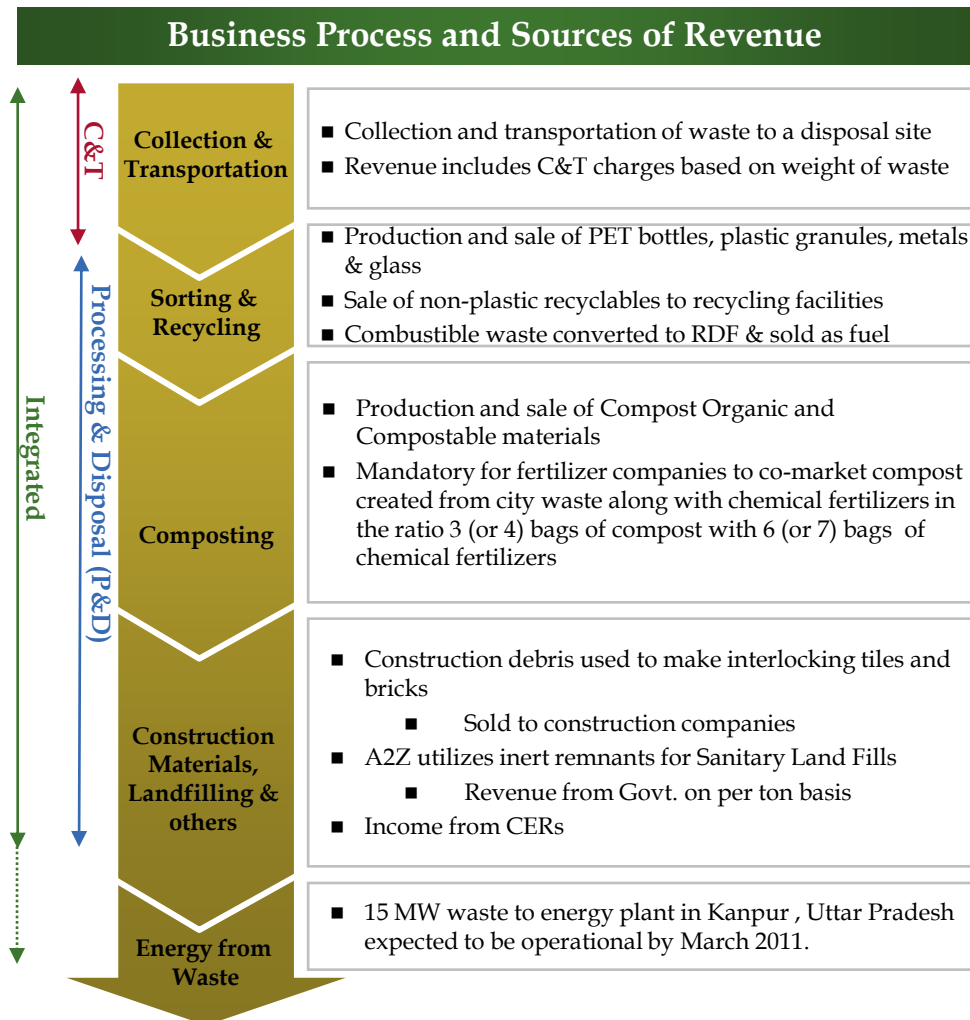 Business Process and Sources of Revenue
Integrated
C&T
Processing & Disposal (P&D)
Collection &
Transportation
■ Collection and transportation of waste to a disposal site
■ Revenue includes C&T charges based on weight of waste
Sorting &
Recycling
■ Production and sale of PET bottles, plastic granules, metals
& glass
■ Sale of non-plastic recyclables to recycling facilities
■ Combustible waste converted to RDF & sold as fuel
Composting
■ Production and sale of Compost Organic and
Compostable materials
■ Mandatory for fertilizer companies to co-market compost
created from city waste along with chemical fertilizers in
the ratio 3 (or 4) bags of compost with 6 (or 7) bags of
chemical fertilizers
Construction
Materials,
Landfilling &
others
■ Construction debris used to make interlocking tiles and
bricks
■ Sold to construction companies
■ A2Z utilizes inert remnants for Sanitary Land Fills
■ Revenue from Govt. on per ton basis
■ Income from CERs
Energy from
Waste
■ 15 MW waste to energy plant in Kanpur , Uttar Pradesh
expected to be operational by March 2011.